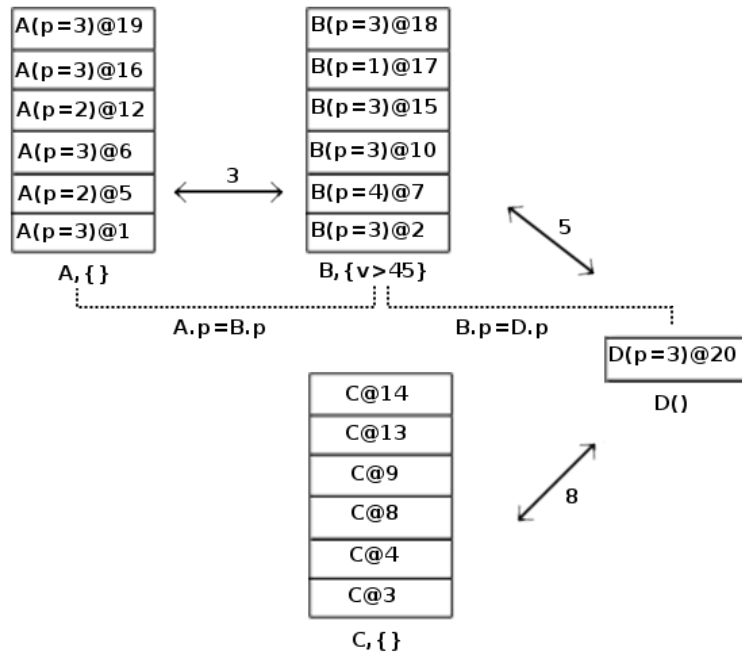 A(p=3)@19
A(p=3)@16
A(p=2)@12
A(p=3)@6
A(p=2)@5
A(p=3)@1
A,{}
3
B(p=3)@18
B(p=1)@17
B(p=3)@15
B(p=3)@10
B(p=4)@7
B(p=3)@2
B,{v>45}
5
A.p=B.p
B.p=D.p
D(p=3)@20
D()
C@14
C@13
C@9
C@8
C@4
C@3
C,{}
8